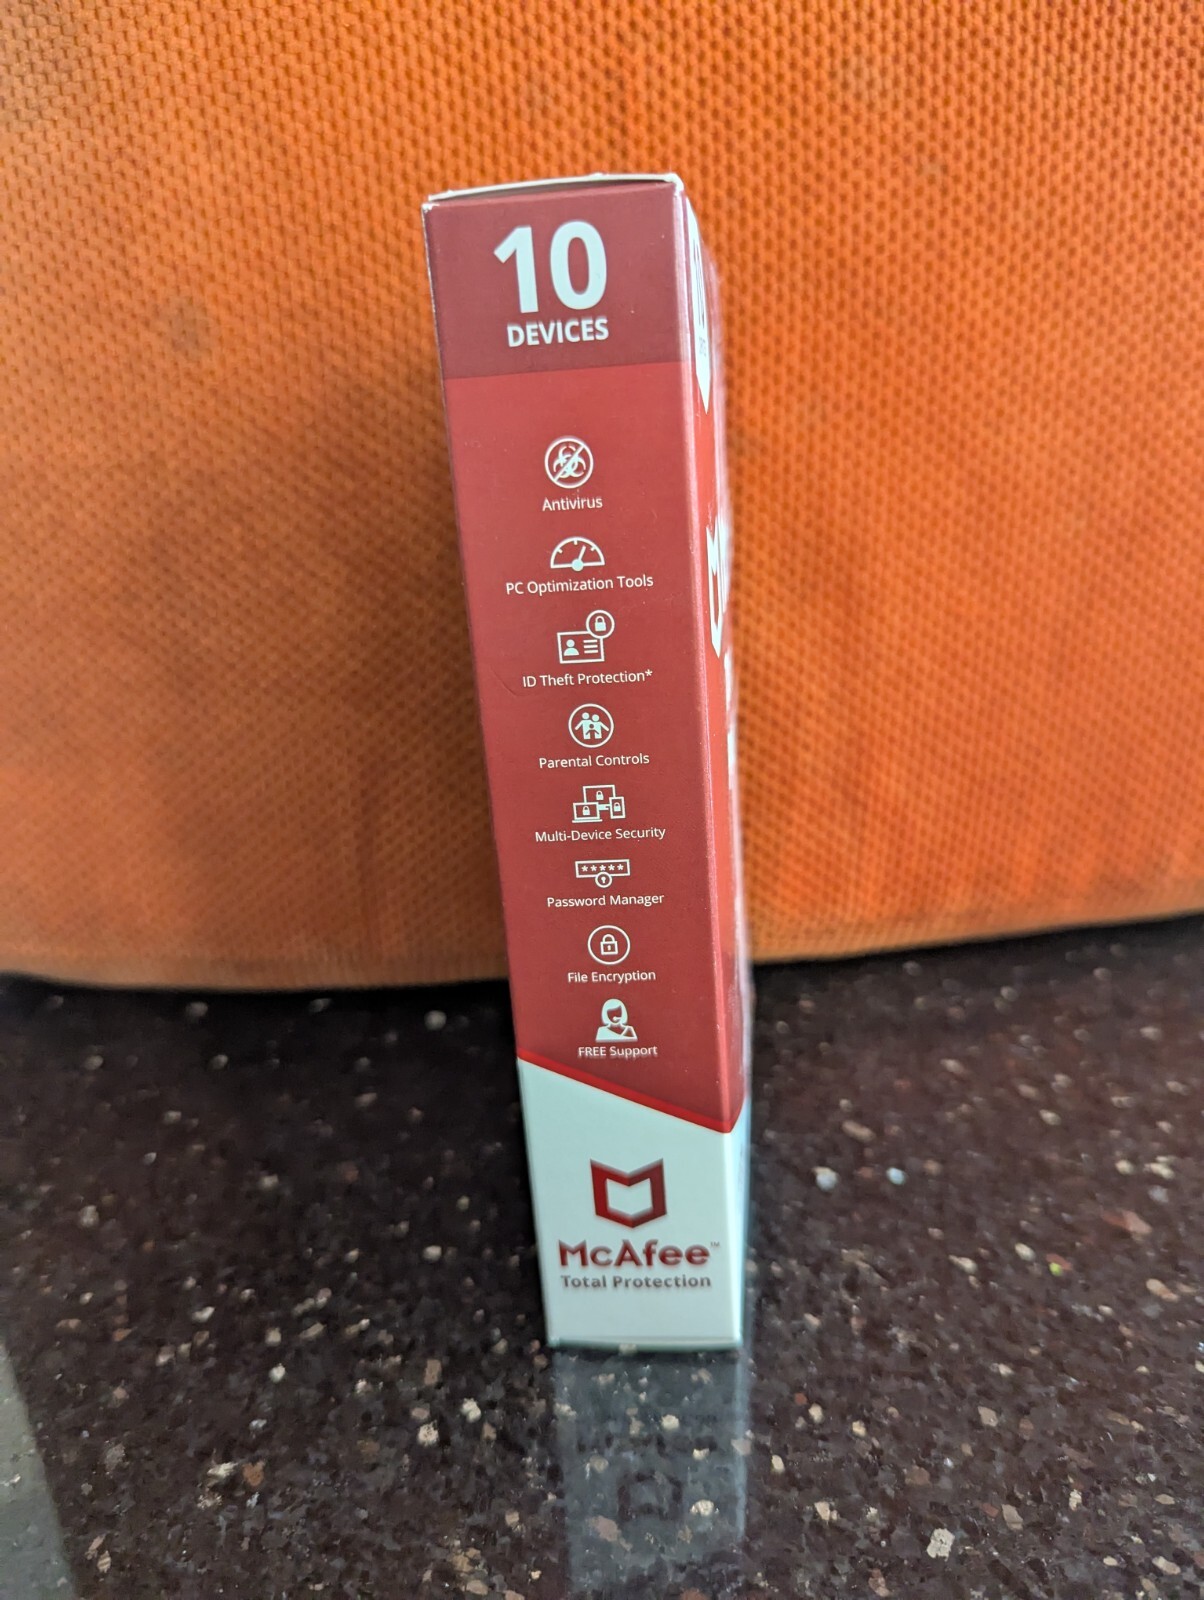 10
DEVICES
Antivirus
PC Optimization Tools
ID Theft Protection*
Parental Controls
Multi-Device Security
*****
Password Manager
File Encryption
FREE Support
McAfee™
Total Protection